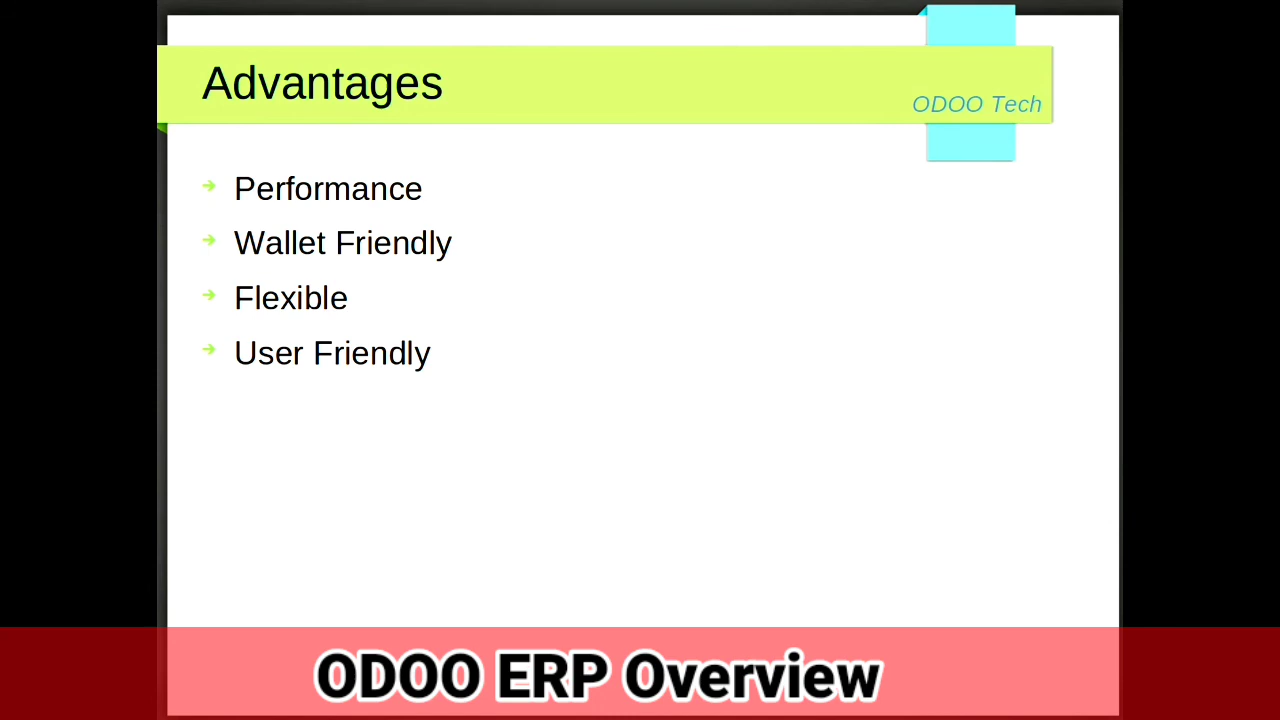 Advantages
ODOO Tech
Performance
Wallet Friendly
Flexible
User Friendly
ODOO ERP Overview